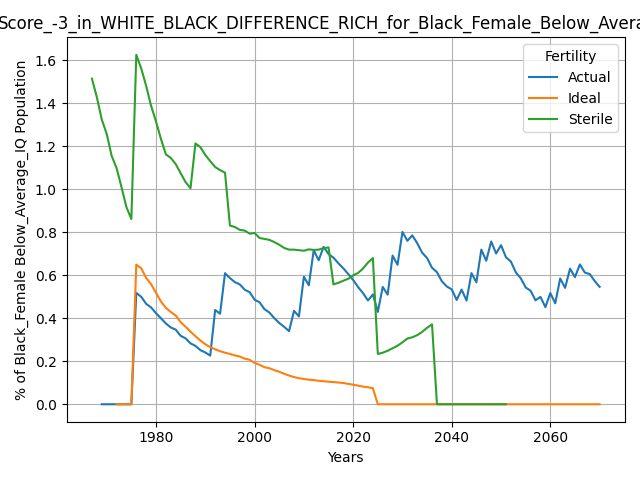 Score_-3_in_WHITE_BLACK_DIFFERENCE_RICH_for_Black_Female_Below_Avera
% of Black_Female Below_Average_IQ Population
1.6
1.4
1.2
1.0
0.8
0.6
0.4
0.2
0.0
Fertility
Actual
Ideal
Sterile
1980
2000
2020
2040
2060
Years